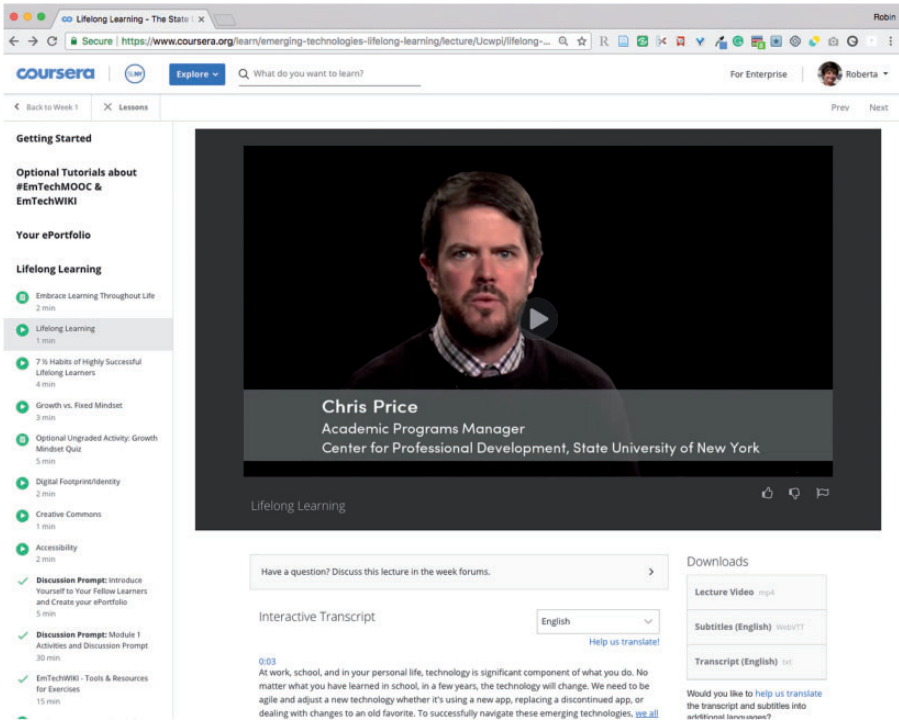 Lifelong Learning - The State
Robin
Secure | https://www.coursera.org/learn/emerging-technologies-lifelong-learning/lecture/Ucwpi/lifelong-...
coursera
SUNY
Explore
What do you want to learn?
For Enterprise
Roberta
Back to Week 1
Lessons
Prev
Next
Getting Started
Optional Tutorials about
#EmTechMOOC &
EmTechWIKI
Your ePortfolio
Lifelong Learning
Embrace Learning Throughout Life
2 min
Lifelong Learning
1 min
7 ½ Habits of Highly Successful
Lifelong Learners
4 min
Growth vs. Fixed Mindset
3 min
Optional Ungraded Activity: Growth
Mindset Quiz
5 min
Digital Footprint/Identity
2 min
Creative Commons
1 min
Accessibility
2 min
Discussion Prompt: Introduce
Yourself to Your Fellow Learners
and Create your ePortfolio
5 min
Discussion Prompt: Module 1
Activities and Discussion Prompt
30 min
EmTechWIKI - Tools & Resources
for Exercises
15 min
Chris Price
Academic Programs Manager
Center for Professional Development, State University of New York
Lifelong Learning
Have a question? Discuss this lecture in the week forums.
Interactive Transcript
English
Help us translate!
0:03
At work, school, and in your personal life, technology is significant component of what you do. No
matter what you have learned in school, in a few years, the technology will change. We need to be
agile and adjust a new technology whether it's using a new app, replacing a discontinued app, or
dealing with changes to an old favorite. To successfully navigate these emerging technologies, we all
Downloads
Lecture Video mp4
Subtitles (English) WebVTT
Transcript (English) txt
Would you like to help us translate
the transcript and subtitles into
additional languages?